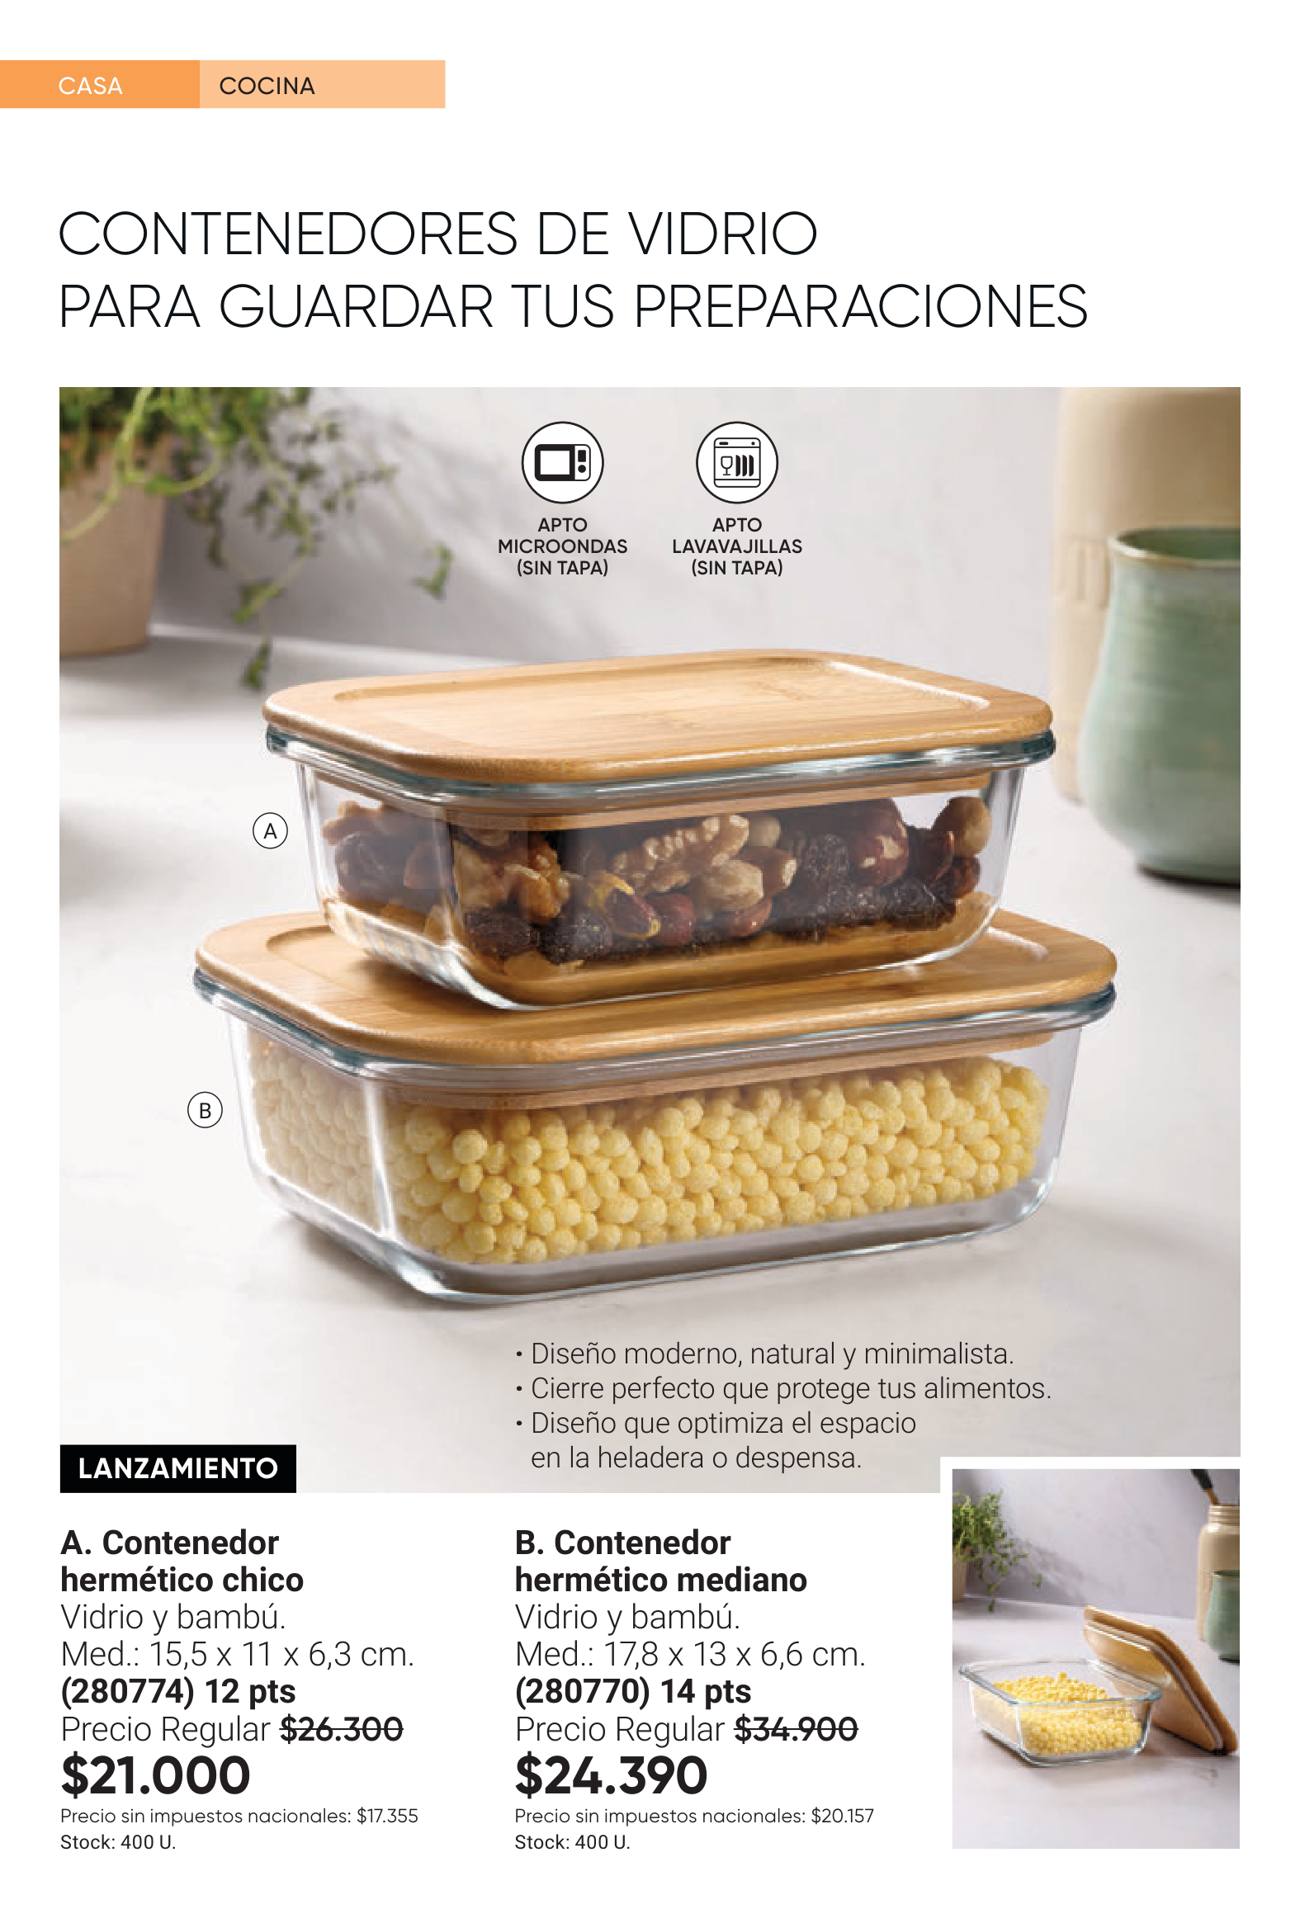 CASA
COCINA
CONTENEDORES DE VIDRIO
PARA GUARDAR TUS PREPARACIONES
APTO
MICROONDAS
(SIN TAPA)
APTO
LAVAVAJILLAS
(SIN TAPA)
A
B
• Diseño moderno, natural y minimalista.
• Cierre perfecto que protege tus alimentos.
• Diseño que optimiza el espacio
en la heladera o despensa.
LANZAMIENTO
A. Contenedor
hermético chico
Vidrio y bambú.
Med.: 15,5 x 11 x 6,3 cm.
(280774) 12 pts
Precio Regular $26.300
$21.000
Precio sin impuestos nacionales: $17.355
Stock: 400 U.
B. Contenedor
hermético mediano
Vidrio y bambú.
Med.: 17,8 x 13 x 6,6 cm.
(280770) 14 pts
Precio Regular $34.900
$24.390
Precio sin impuestos nacionales: $20.157
Stock: 400 U.